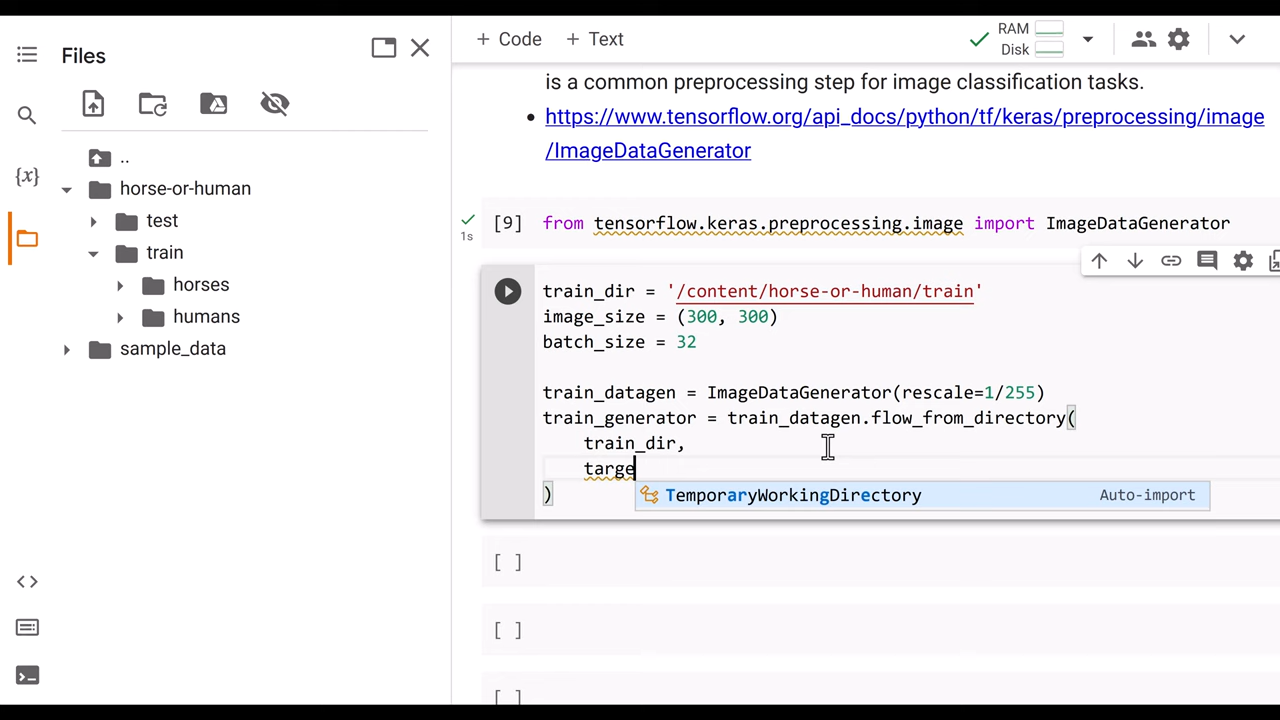 Files
..
horse-or-human
test
train
horses
humans
sample_data
{x}
+ Code + Text
RAM
Disk
is a common preprocessing step for image classification tasks.
https://www.tensorflow.org/api_docs/python/tf/keras/preprocessing/image
/ImageDataGenerator
[9] from tensorflow.keras.preprocessing.image import ImageDataGenerator
1s
train_dir = '/content/horse-or-human/train'
image_size = (300, 300)
batch_size = 32
train_datagen = ImageDataGenerator(rescale=1/255)
train_generator = train_datagen.flow_from_directory(
train_dir,
targe
)
TemporaryWorkingDirectory Auto-import
[ ]
[ ]
[ ]